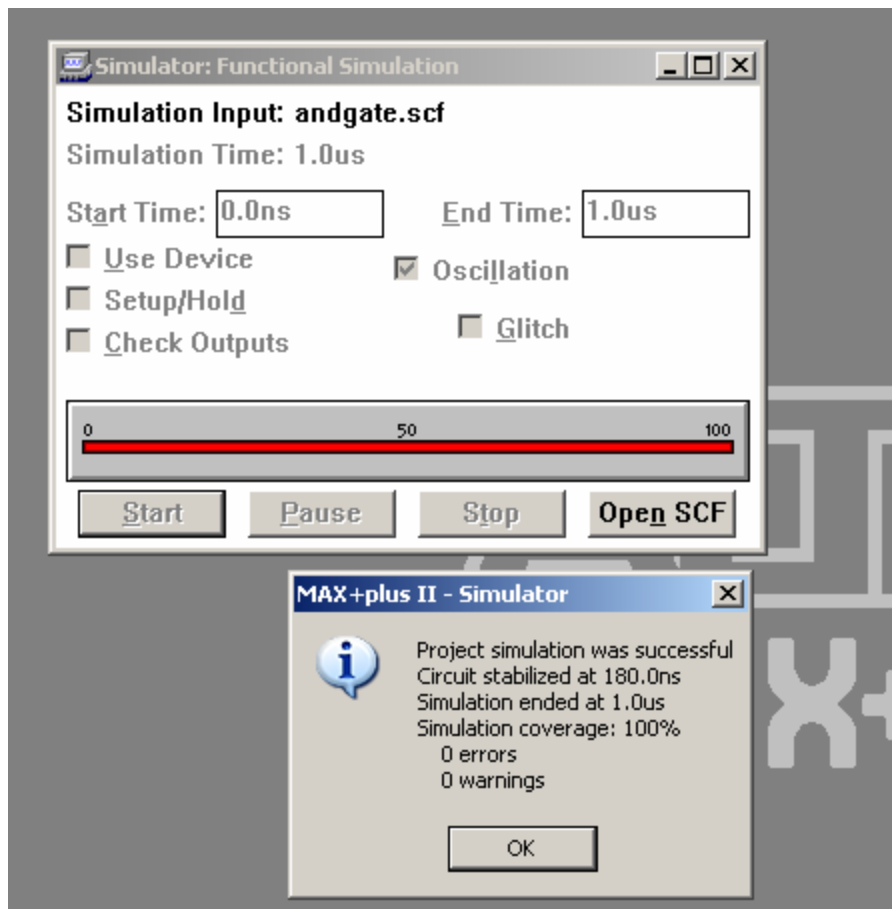 Simulator: Functional Simulation
Simulation Input: andgate.scf
Simulation Time: 1.0us
Start Time: 0.0ns End Time: 1.0us
Use Device
Oscillation
Setup/Hold
Glitch
Check Outputs
0 50 100
Start Pause Stop Open SCF
MAX+plus II - Simulator
Project simulation was successful
Circuit stabilized at 180.0ns
Simulation ended at 1.0us
Simulation coverage: 100%
0 errors
0 warnings
OK
X+